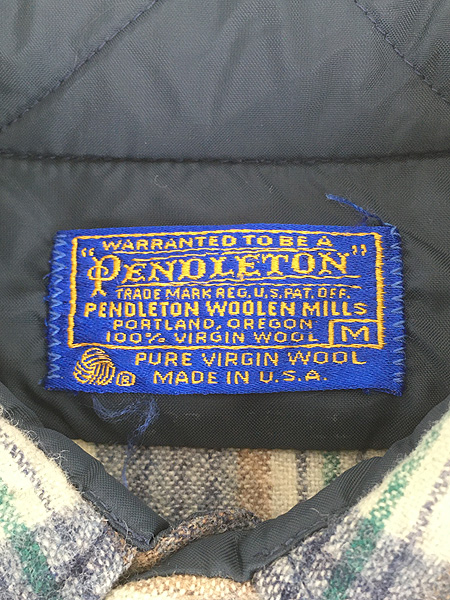 WARRANTED TO BE A
"PENDLETON"
TRADE MARK REG. U.S. PAT. OFF.
PENDLETON WOOLEN MILLS
PORTLAND, OREGON
100% VIRGIN WOOL M
PURE VIRGIN WOOL
® MADE IN U.S.A.